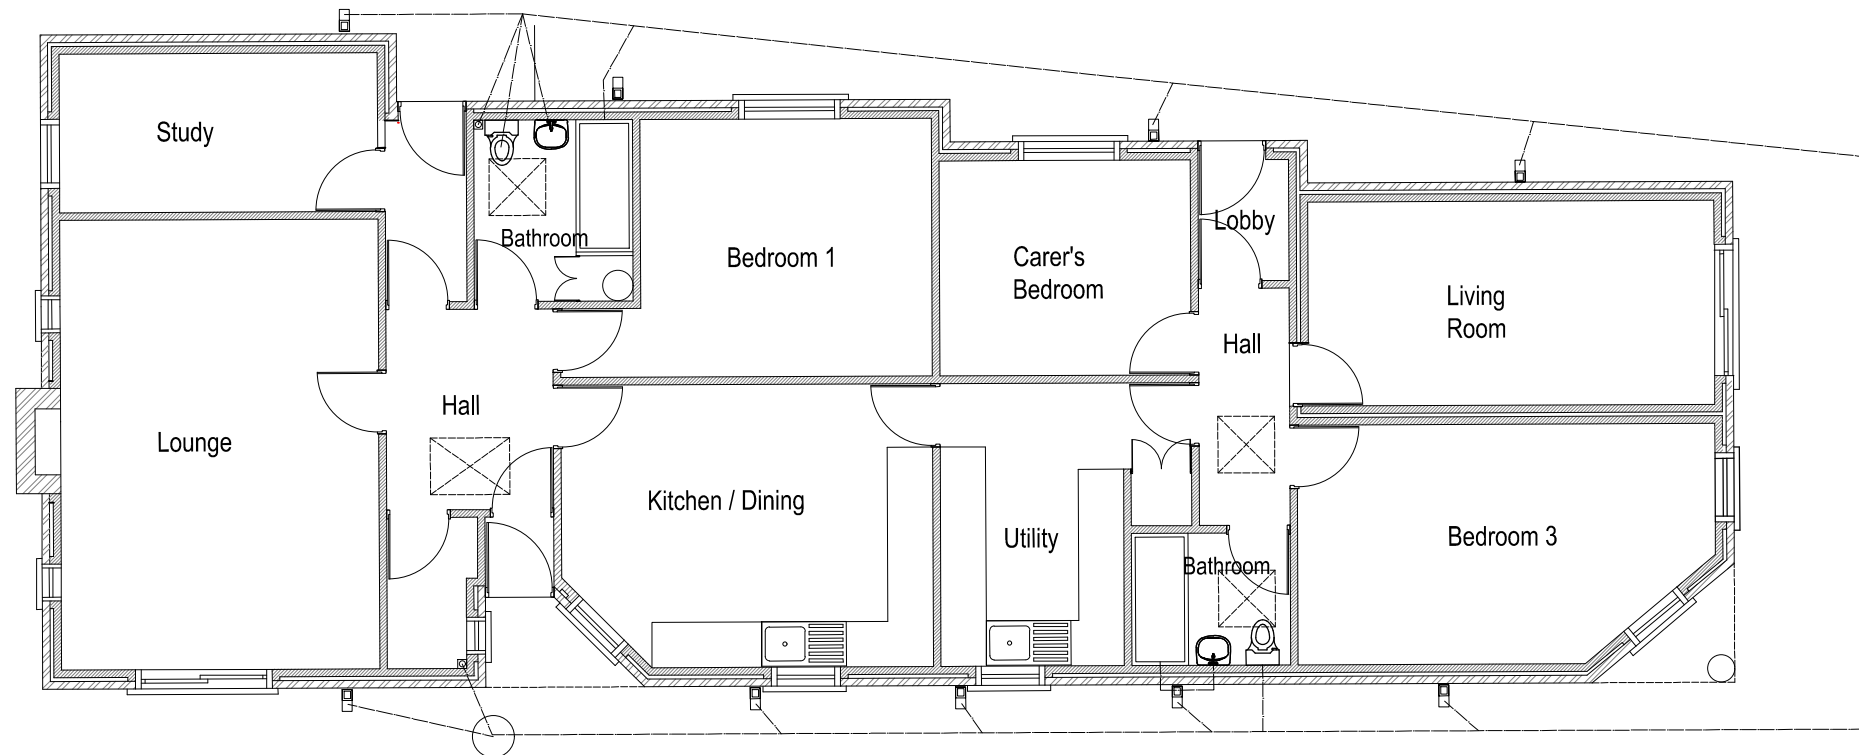 Study
Bathroom
Bedroom 1
Carer's
Bedroom
Lobby
Living
Room
Hall
Hall
Lounge
Kitchen / Dining
Utility
Bathroom
Bedroom 3